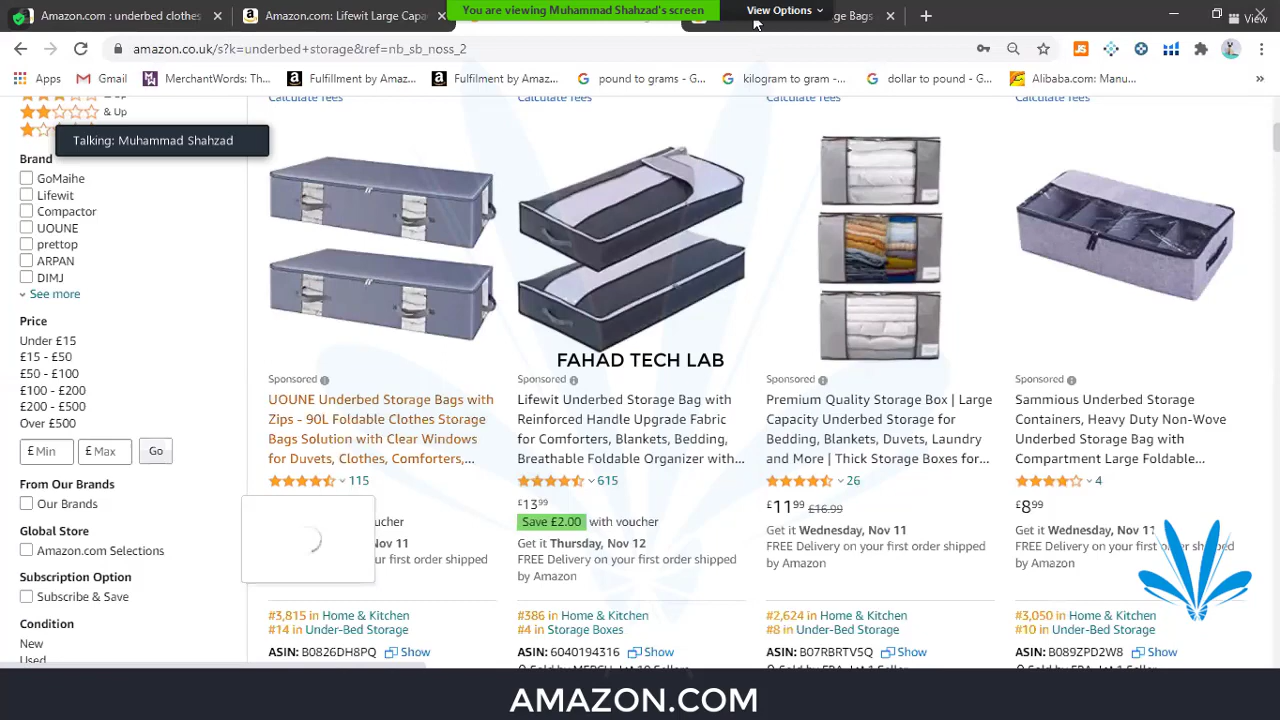 Amazon.com : underbed clothes
Amazon.com: Lifewit Large Capa
You are viewing Muhammad Shahzad's screen
View Options
Bags
View
amazon.co.uk/s?k=underbed+storage&ref=nb_sb_noss_2
Apps
Gmail
MerchantWords: Th...
Fulfillment by Amaz...
Fulfilment by Amaz...
pound to grams - G...
kilogram to gram -...
dollar to pound - G...
Alibaba.com: Manu...
»
& Up
& Up
Talking: Muhammad Shahzad
Brand
GoMaihe
Lifewit
Compactor
UOUNE
prettop
ARPAN
DIMJ
See more
Price
Under £15
£15 - £50
£50 - £100
£100 - £200
£200 - £500
Over £500
£ Min £ Max Go
From Our Brands
Our Brands
Global Store
Amazon.com Selections
Subscription Option
Subscribe & Save
Condition
New
Used
Calculate fees
Calculate fees
Calculate fees
Calculate fees
FAHAD TECH LAB
Sponsored
UOUNE Underbed Storage Bags with
Zips - 90L Foldable Clothes Storage
Bags Solution with Clear Windows
for Duvets, Clothes, Comforters,...
115
ucher
Nov 11
ur first order shipped
#3,815 in Home & Kitchen
#14 in Under-Bed Storage
ASIN: B0826DH8PQ Show
Sponsored
Lifewit Underbed Storage Bag with
Reinforced Handle Upgrade Fabric
for Comforters, Blankets, Bedding,
Breathable Foldable Organizer with...
615
£13.99
Save £2.00 with voucher
Get it Thursday, Nov 12
FREE Delivery on your first order shipped
by Amazon
#386 in Home & Kitchen
#4 in Storage Boxes
ASIN: 6040194316 Show
Sponsored
Premium Quality Storage Box | Large
Capacity Underbed Storage for
Bedding, Blankets, Duvets, Laundry
and More | Thick Storage Boxes for...
26
£11.99 £16.99
Get it Wednesday, Nov 11
FREE Delivery on your first order shipped
by Amazon
#2,624 in Home & Kitchen
#8 in Under-Bed Storage
ASIN: B07RBRTV5Q Show
Sponsored
Sammious Underbed Storage
Containers, Heavy Duty Non-Wove
Underbed Storage Bag with
Compartment Large Foldable...
4
£8.99
Get it Wednesday, Nov 11
FREE Delivery on your first order shipped
by Amazon
#3,050 in Home & Kitchen
#10 in Under-Bed Storage
ASIN: B089ZPD2W8 Show
AMAZON.COM